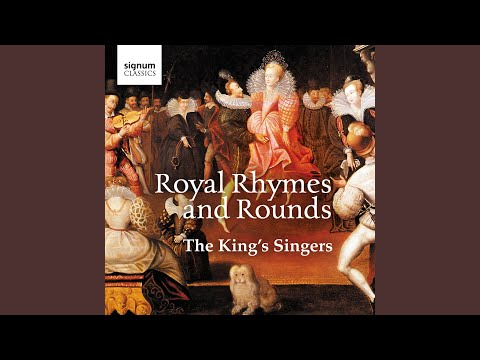 signum
CLASSICS
Royal Rhymes
and Rounds
The King's Singers